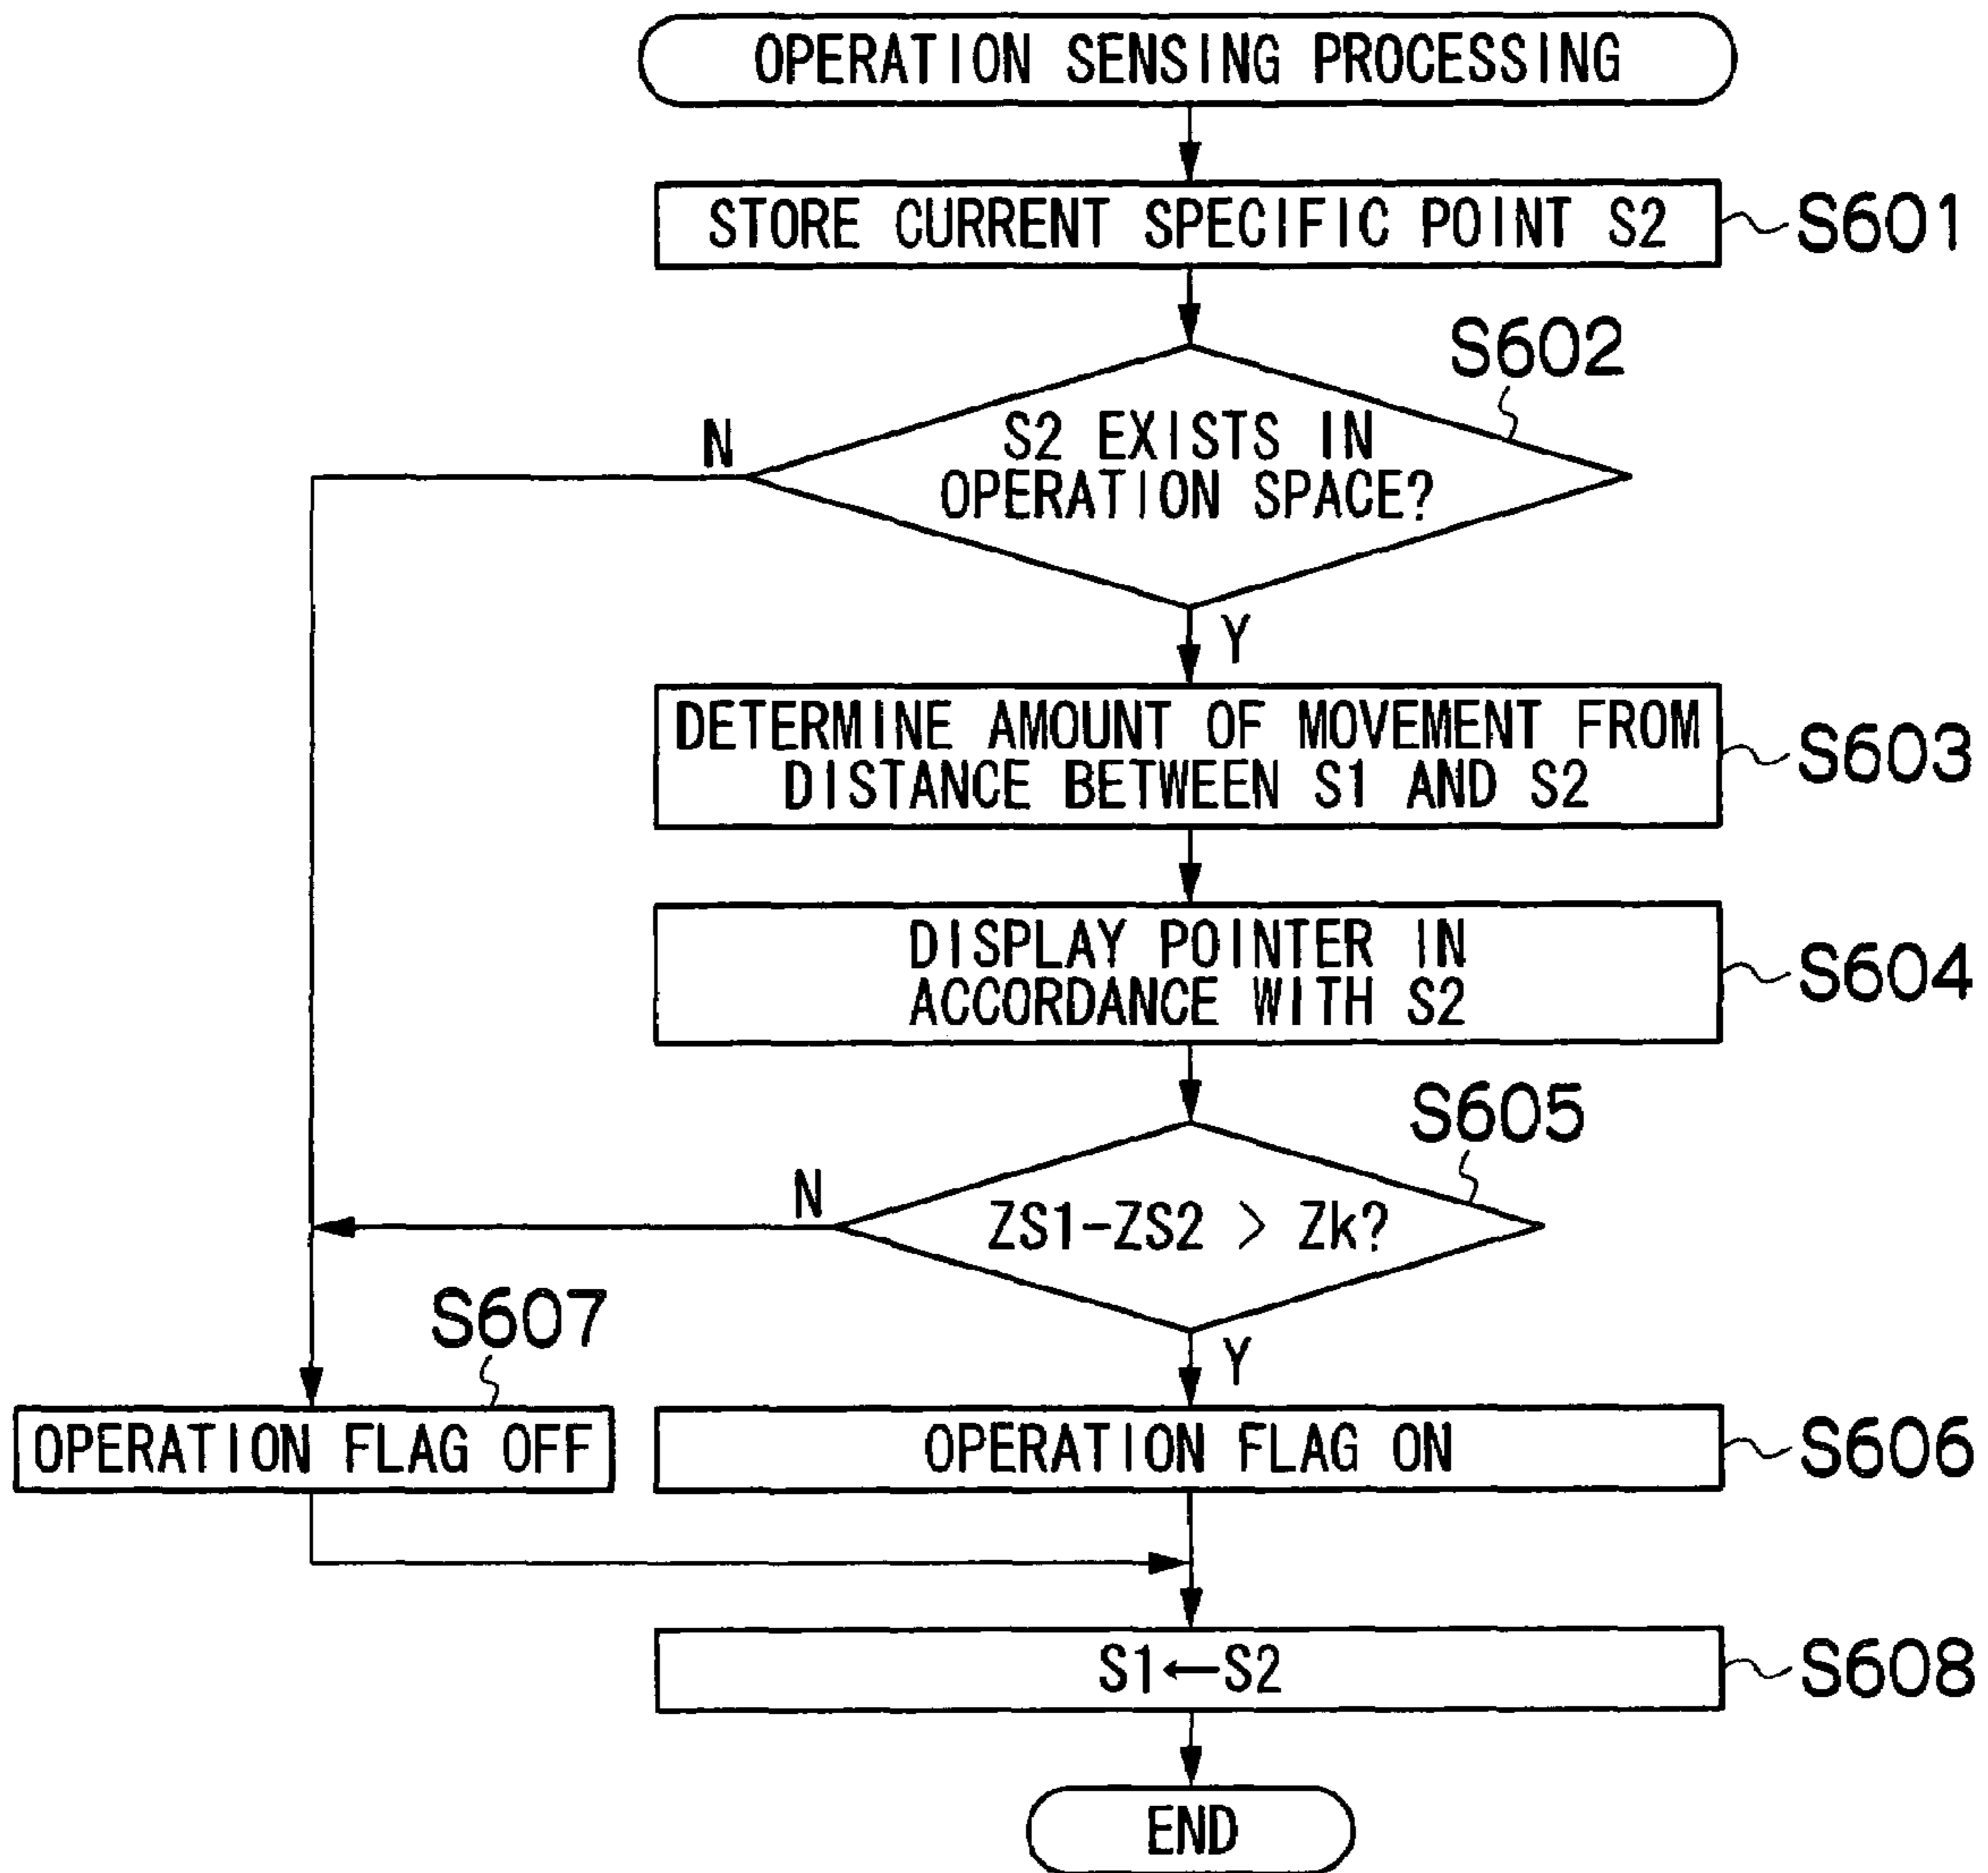 OPERATION SENSING PROCESSING
STORE CURRENT SPECIFIC POINT S2
S601
S602
N
S2 EXISTS IN
OPERATION SPACE?
Y
DETERMINE AMOUNT OF MOVEMENT FROM
DISTANCE BETWEEN S1 AND S2
S603
DISPLAY POINTER IN
ACCORDANCE WITH S2
S604
S605
N
ZS1-ZS2 > Zk?
S607
Y
OPERATION FLAG OFF
OPERATION FLAG ON
S606
S1←S2
S608
END